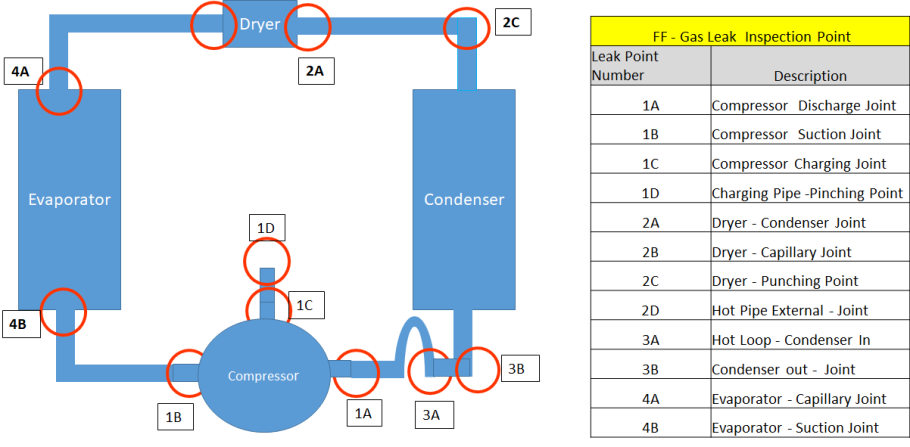 Dryer
2C
2A
4A
Evaporator
Condenser
1D
1C
4B
3B
Compressor
1B
1A
3A
FF - Gas Leak Inspection Point
Leak Point Number Description
1A Compressor Discharge Joint
1B Compressor Suction Joint
1C Compressor Charging Joint
1D Charging Pipe -Pinching Point
2A Dryer - Condenser Joint
2B Dryer - Capillary Joint
2C Dryer - Punching Point
2D Hot Pipe External - Joint
3A Hot Loop - Condenser In
3B Condenser out - Joint
4A Evaporator - Capillary Joint
4B Evaporator - Suction Joint